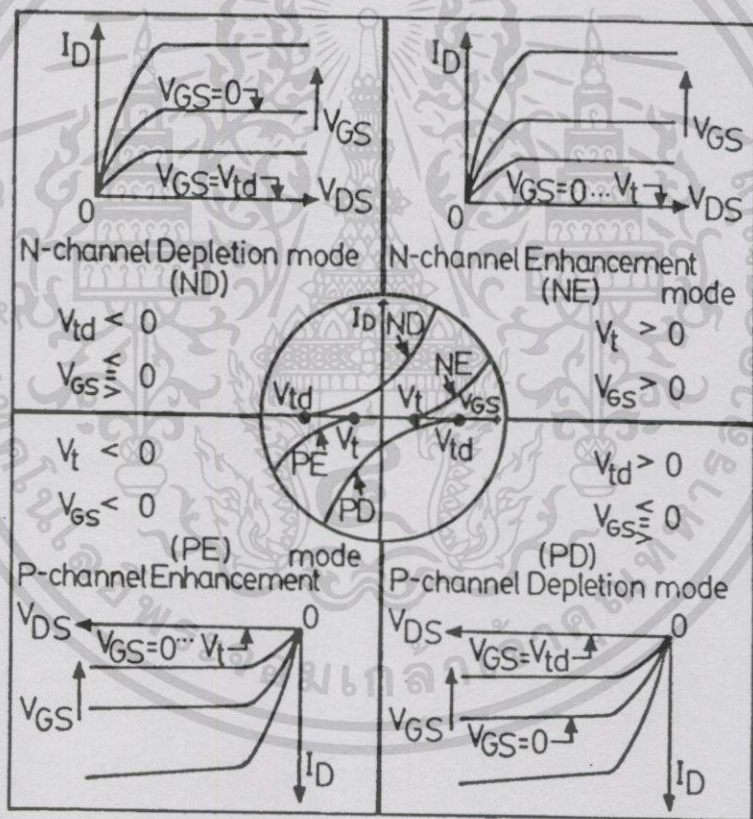 I_D
V_GS=0
V_GS
V_GS=V_td
V_DS
0
N-channel Depletion mode
(ND)
V_td < 0
V_GS ≤/≥ 0
I_D
V_GS
V_GS=0...V_t
V_DS
0
N-channel Enhancement
(NE) mode
V_t > 0
V_GS > 0
I_D
ND
NE
V_GS
V_td
V_t
V_t
V_td
PE
PD
V_t < 0
V_GS < 0
(PE) mode
P-channel Enhancement
V_DS
0
V_GS=0...V_t
V_GS
I_D
V_td > 0
V_GS ≤/≥ 0
(PD)
P-channel Depletion mode
V_DS
0
V_GS=V_td
V_GS
V_GS=0
I_D